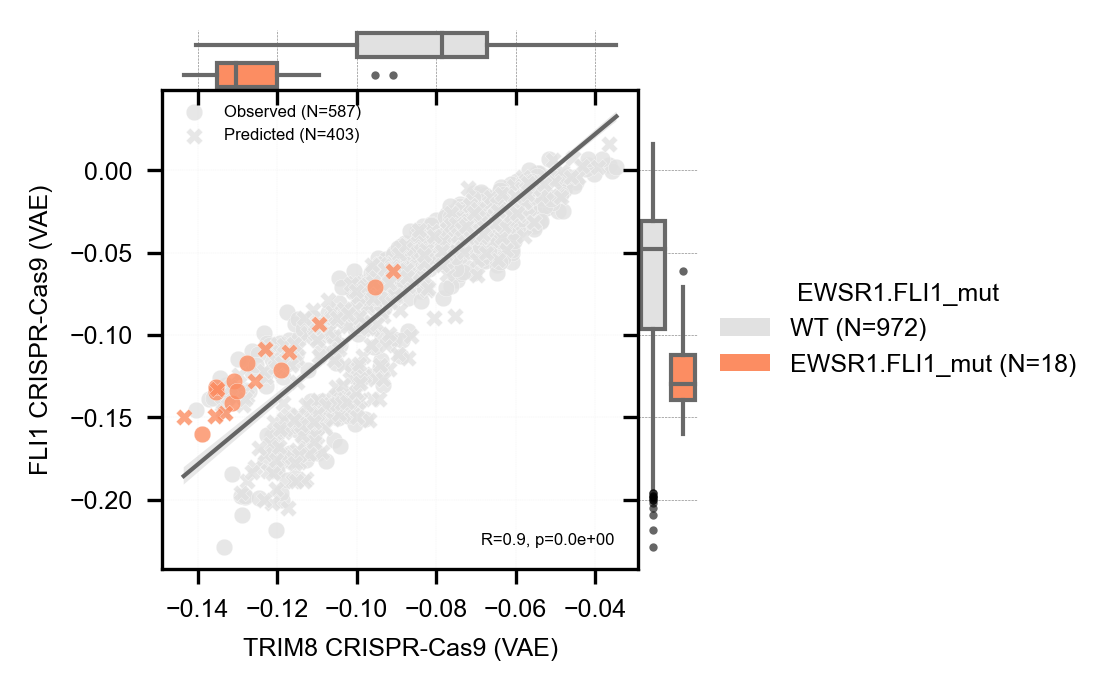 Observed (N=587)
Predicted (N=403)
0.00
−0.05
−0.10
−0.15
−0.20
FLI1 CRISPR-Cas9 (VAE)
R=0.9, p=0.0e+00
−0.14 −0.12 −0.10 −0.08 −0.06 −0.04
TRIM8 CRISPR-Cas9 (VAE)
EWSR1.FLI1_mut
WT (N=972)
EWSR1.FLI1_mut (N=18)